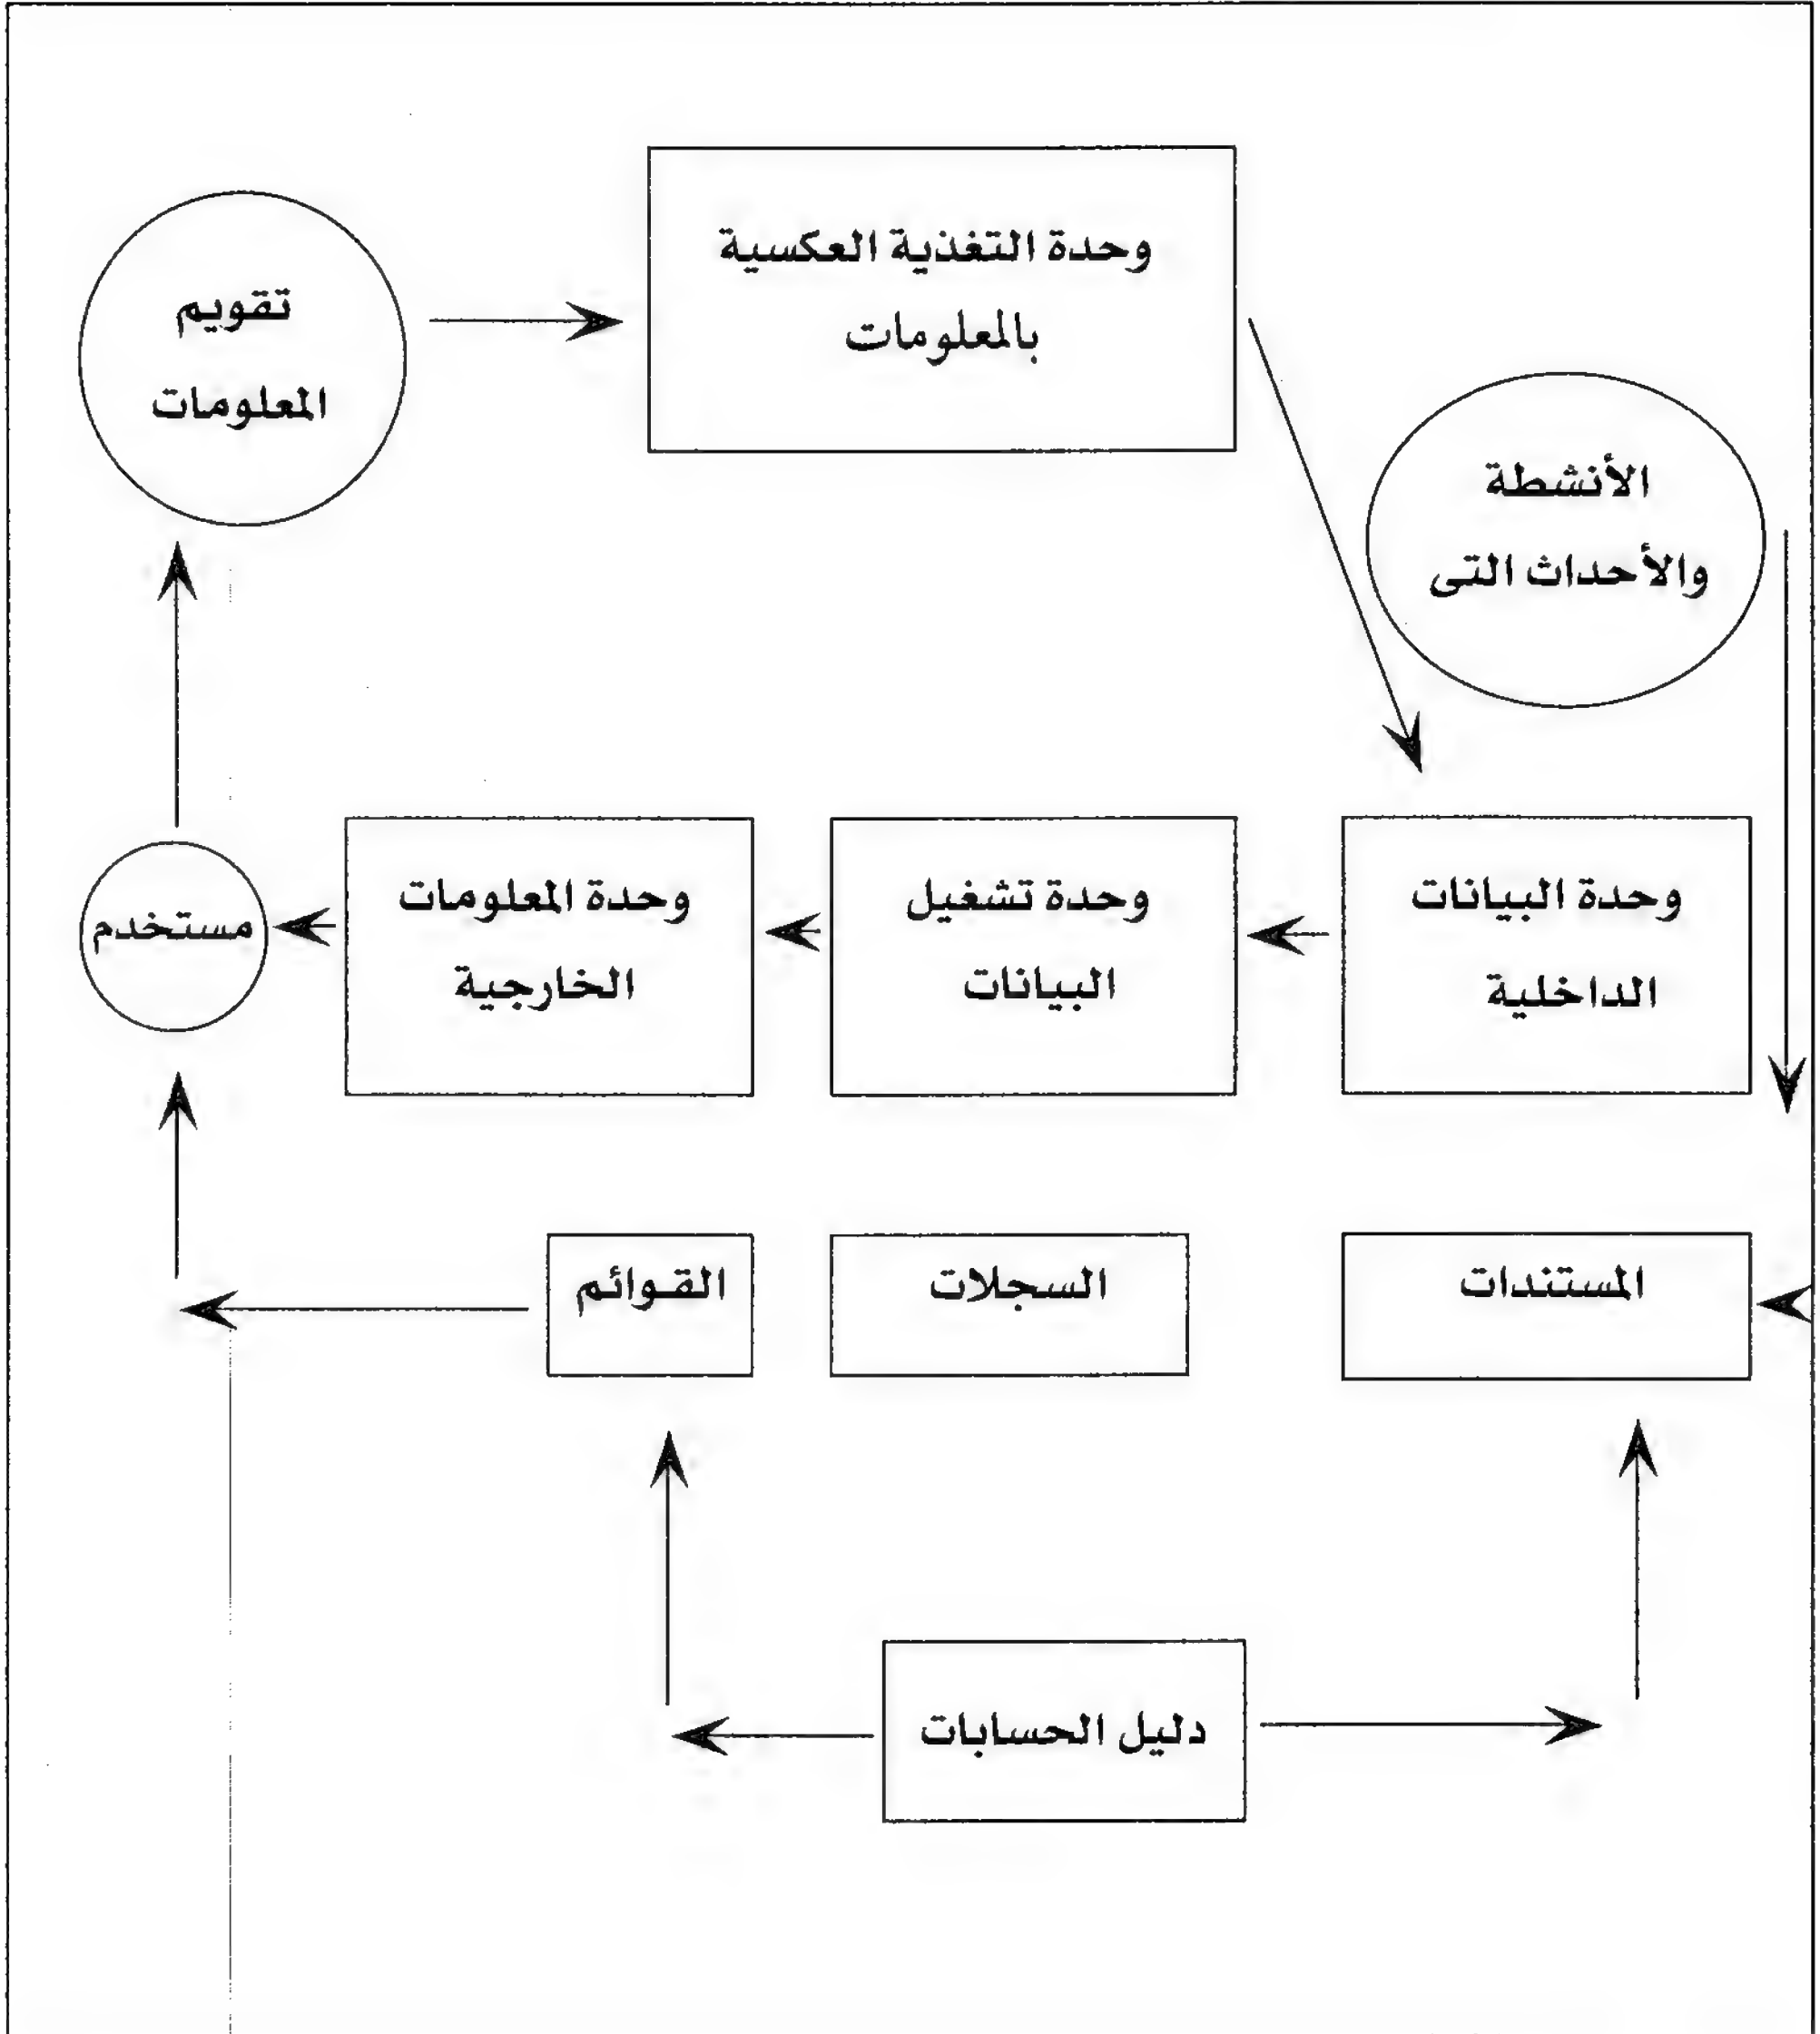 وحدة التغذية العكسية
بالمعلومات
تقويم
المعلومات
الأنشطة
والأحداث التى
وحدة البيانات
الداخلية
وحدة تشغيل
البيانات
وحدة المعلومات
الخارجية
مستخدم
المستندات
السجلات
القوائم
دليل الحسابات